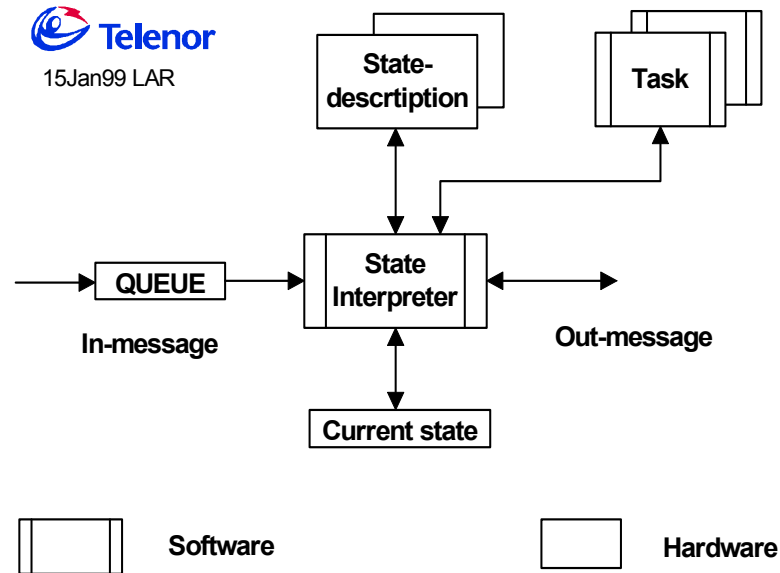 Telenor
15Jan99 LAR
State-
descrtiption
Task
QUEUE
State
Interpreter
In-message
Out-message
Current state
Software
Hardware